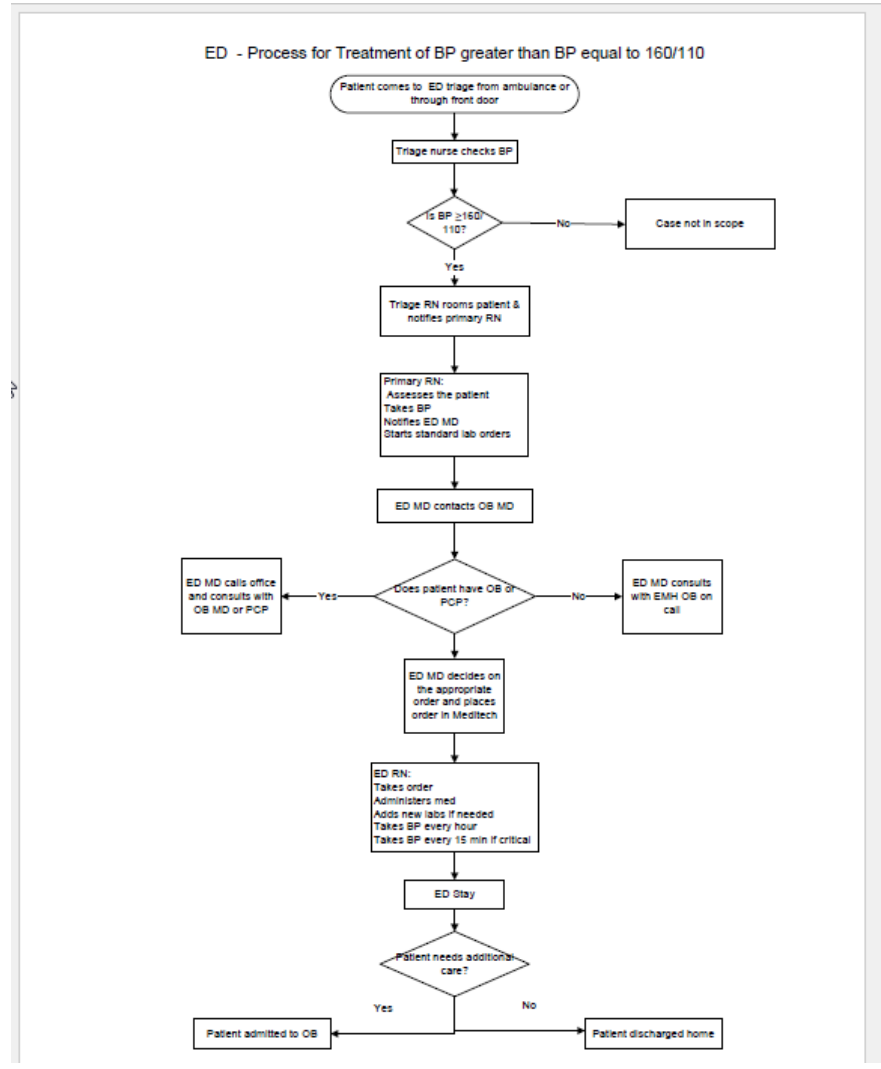 ED - Process for Treatment of BP greater than BP equal to 160/110
Patient comes to ED triage from ambulance or
through front door
Triage nurse checks BP
Is BP ≥160/
110?
No
Case not in scope
Yes
Triage RN rooms patient &
notifies primary RN
Primary RN:
Assesses the patient
Takes BP
Notifies ED MD
Starts standard lab orders
ED MD contacts OB MD
ED MD calls office
and consults with
OB MD or PCP
Yes
Does patient have OB or
PCP?
No
ED MD consults
with EMH OB on
call
ED MD decides on
the appropriate
order and places
order in Meditech
ED RN:
Takes order
Administers med
Adds new labs if needed
Takes BP every hour
Takes BP every 15 min if critical
ED Stay
Patient needs additional
care?
Yes
No
Patient admitted to OB
Patient discharged home